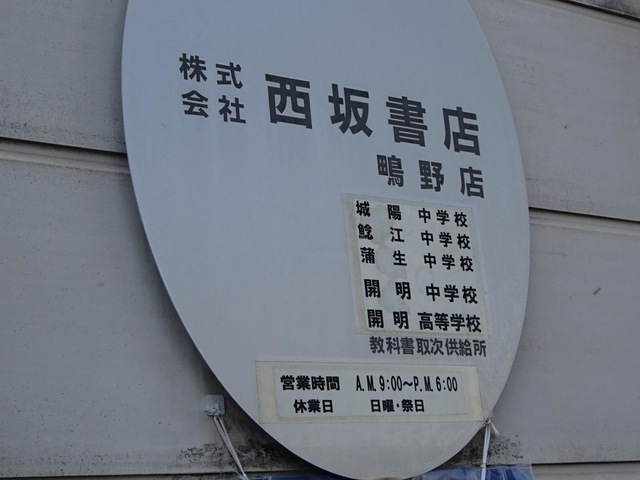 株式会社 西坂書店
鴫野店
城陽中学校
鯰江中学校
蒲生中学校
開明中学校
開明高等学校
教科書取次供給所
営業時間 A.M.9:00～P.M.6:00
休業日 日曜・祭日